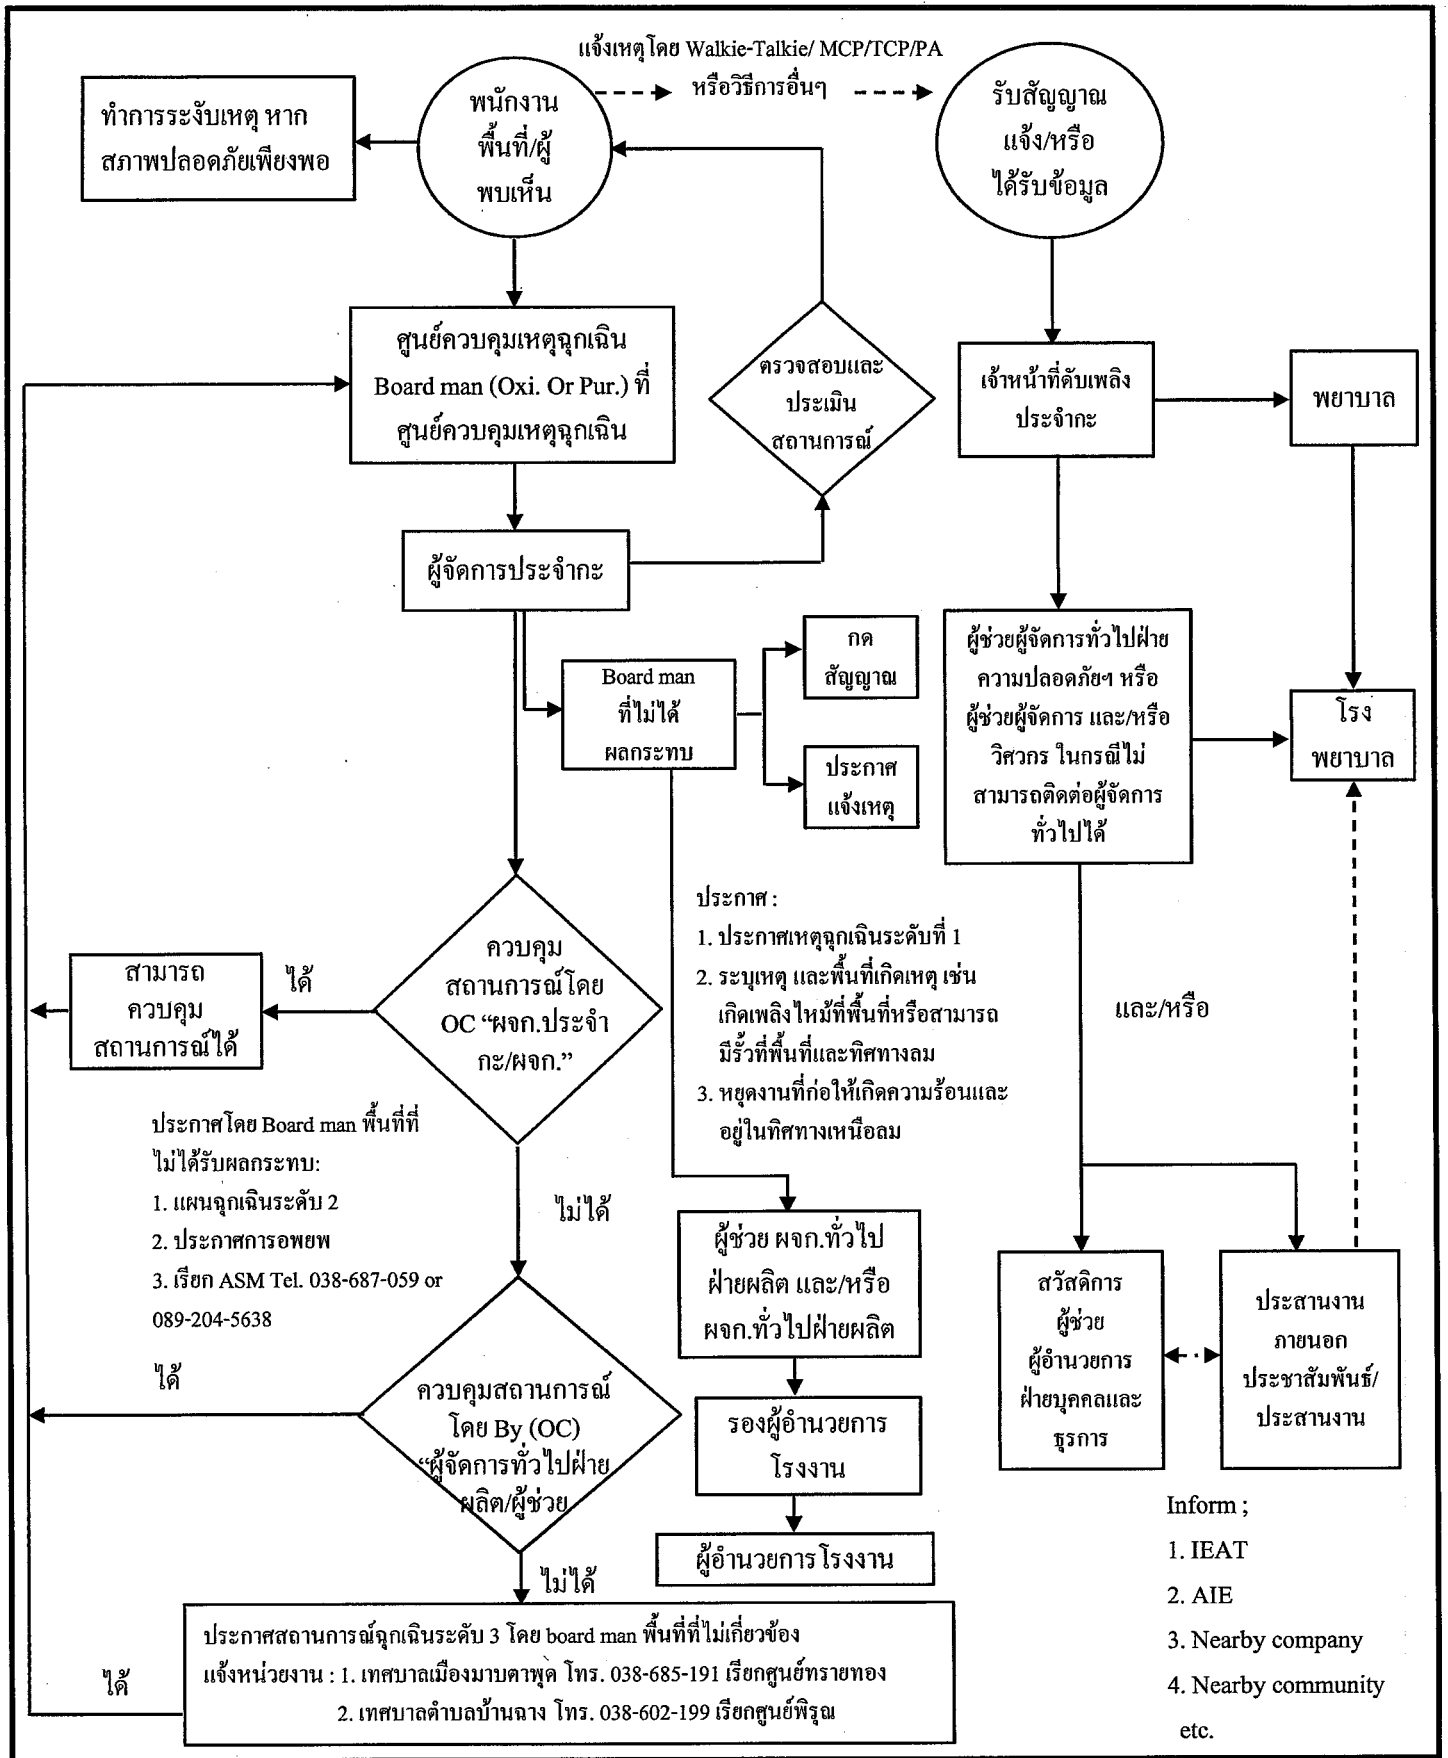 แจ้งเหตุโดย Walkie-Talkie/ MCP/TCP/PA
หรือวิธีการอื่นๆ
ทำการระงับเหตุ หาก
สภาพปลอดภัยเพียงพอ
พนักงาน
พื้นที่/ผู้
พบเห็น
รับสัญญาณ
แจ้ง/หรือ
ได้รับข้อมูล
ศูนย์ควบคุมเหตุฉุกเฉิน
Board man (Oxi. Or Pur.) ที่
ศูนย์ควบคุมเหตุฉุกเฉิน
ตรวจสอบและ
ประเมิน
สถานการณ์
เจ้าหน้าที่ดับเพลิง
ประจำกะ
พยาบาล
ผู้จัดการประจำกะ
Board man
ที่ไม่ได้
ผลกระทบ
กด
สัญญาณ
ประกาศ
แจ้งเหตุ
ผู้ช่วยผู้จัดการทั่วไปฝ่าย
ความปลอดภัยฯ หรือ
ผู้ช่วยผู้จัดการ และ/หรือ
วิศวกร ในกรณีไม่
สามารถติดต่อผู้จัดการ
ทั่วไปได้
โรง
พยาบาล
ประกาศ :
1. ประกาศเหตุฉุกเฉินระดับที่ 1
2. ระบุเหตุ และพื้นที่เกิดเหตุ เช่น
เกิดเพลิงไหม้ที่พื้นที่หรือสามารถ
มีรั่วที่พื้นที่และทิศทางลม
3. หยุดงานที่ก่อให้เกิดความร้อนและ
อยู่ในทิศทางเหนือลม
ควบคุม
สถานการณ์โดย
OC “ผจก.ประจำ
กะ/ผจก.”
ได้
สามารถ
ควบคุม
สถานการณ์ได้
และ/หรือ
ประกาศโดย Board man พื้นที่ที่
ไม่ได้รับผลกระทบ:
1. แผนฉุกเฉินระดับ 2
2. ประกาศการอพยพ
3. เรียก ASM Tel. 038-687-059 or
089-204-5638
ไม่ได้
ผู้ช่วย ผจก.ทั่วไป
ฝ่ายผลิต และ/หรือ
ผจก.ทั่วไปฝ่ายผลิต
สวัสดิการ
ผู้ช่วย
ผู้อำนวยการ
ฝ่ายบุคคลและ
ธุรการ
ประสานงาน
ภายนอก
ประชาสัมพันธ์/
ประสานงาน
ได้
ควบคุมสถานการณ์
โดย By (OC)
“ผู้จัดการทั่วไปฝ่าย
ผลิต/ผู้ช่วย
รองผู้อำนวยการ
โรงงาน
ผู้อำนวยการโรงงาน
ไม่ได้
Inform ;
1. IEAT
2. AIE
3. Nearby company
4. Nearby community
etc.
ได้
ประกาศสถานการณ์ฉุกเฉินระดับ 3 โดย board man พื้นที่ที่ไม่เกี่ยวข้อง
แจ้งหน่วยงาน : 1. เทศบาลเมืองมาบตาพุด โทร. 038-685-191 เรียกศูนย์ทรายทอง
2. เทศบาลตำบลบ้านฉาง โทร. 038-602-199 เรียกศูนย์พิรุณ